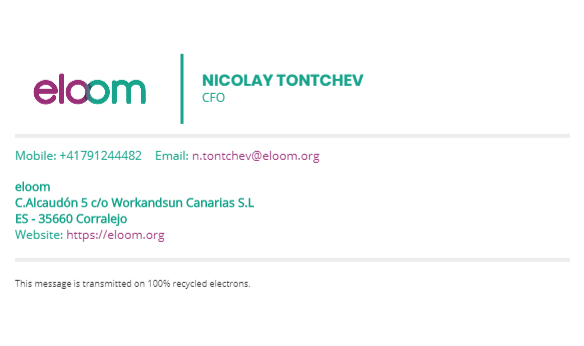 eloom
NICOLAY TONTCHEV
CFO
Mobile: +41791244482 Email: n.tontchev@eloom.org
eloom
C.Alcaudón 5 c/o Workandsun Canarias S.L
ES - 35660 Corralejo
Website: https://eloom.org
This message is transmitted on 100% recycled electrons.